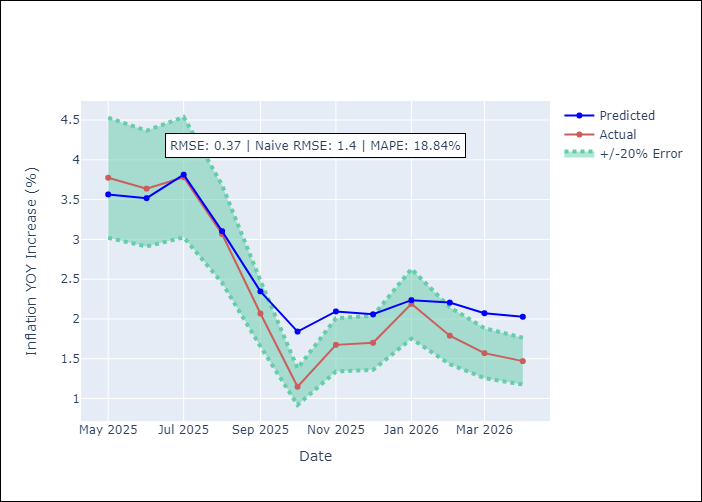 RMSE: 0.37 | Naive RMSE: 1.4 | MAPE: 18.84%
Predicted
Actual
+/-20% Error
Inflation YOY Increase (%)
4.5
4
3.5
3
2.5
2
1.5
1
May 2025
Jul 2025
Sep 2025
Nov 2025
Jan 2026
Mar 2026
Date